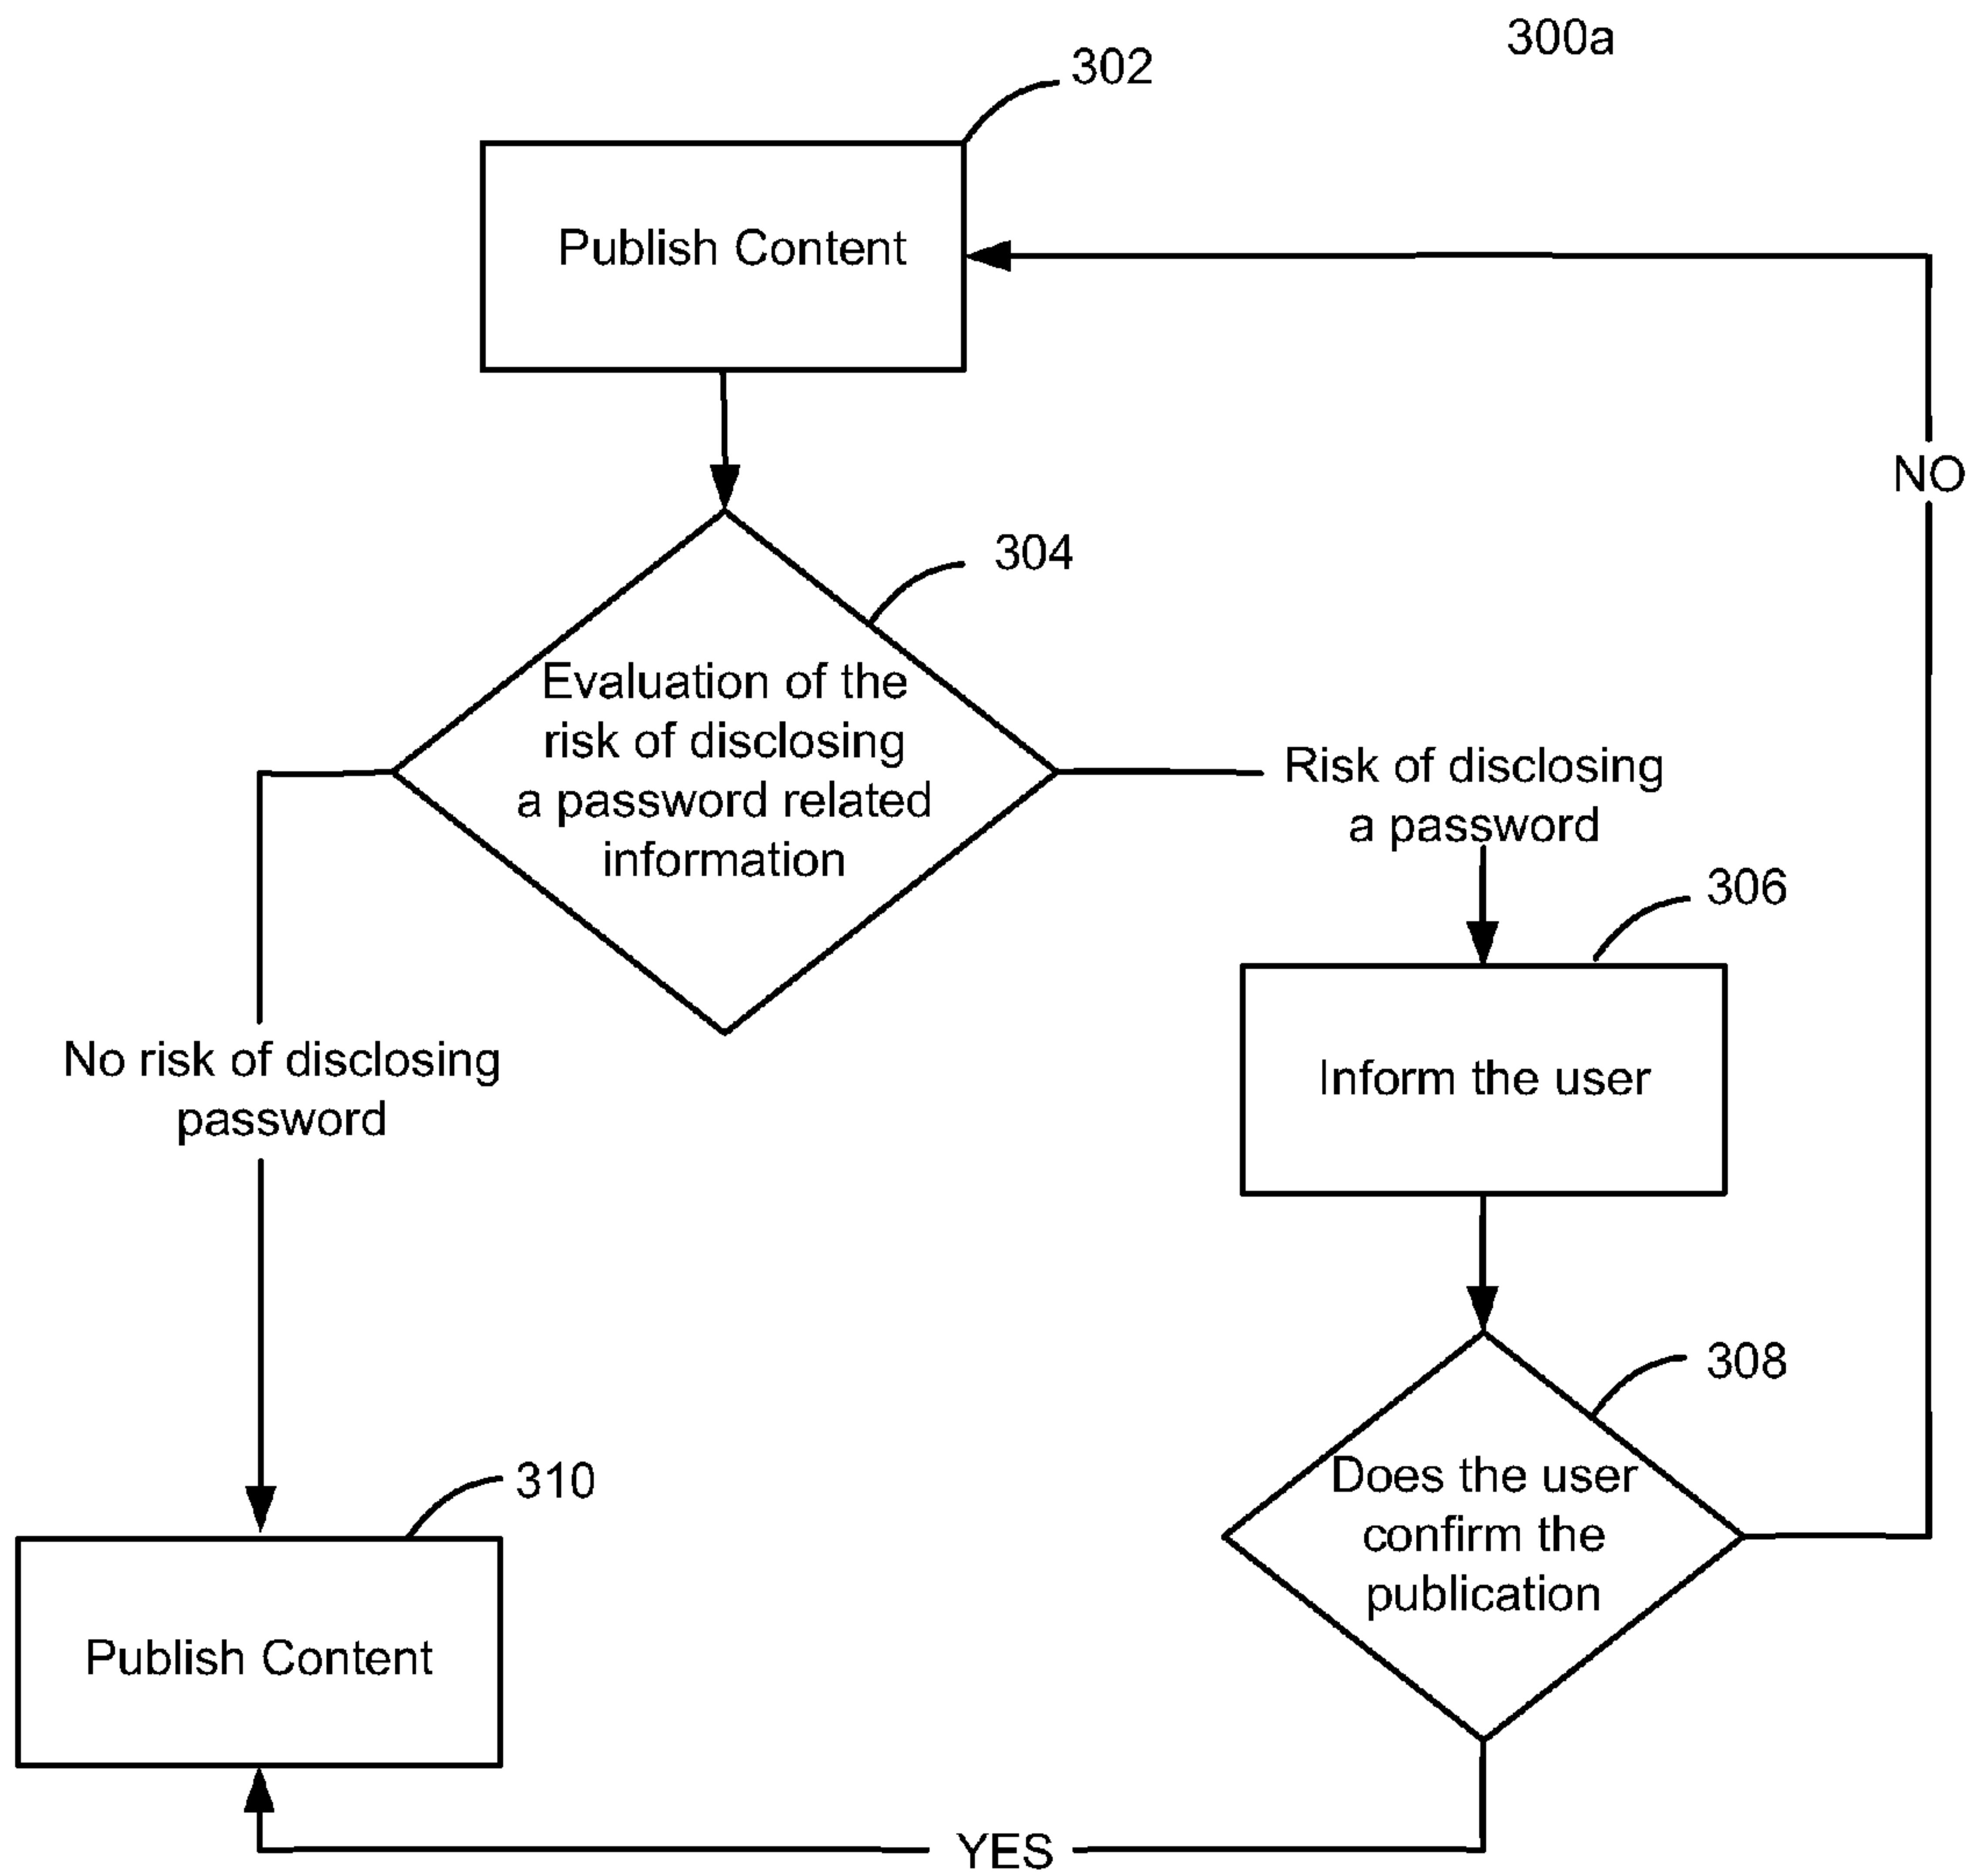 300a
302
Publish Content
NO
304
Evaluation of the
risk of disclosing
a password related
information
Risk of disclosing
a password
306
No risk of disclosing
password
Inform the user
308
310
Does the user
confirm the
publication
Publish Content
YES